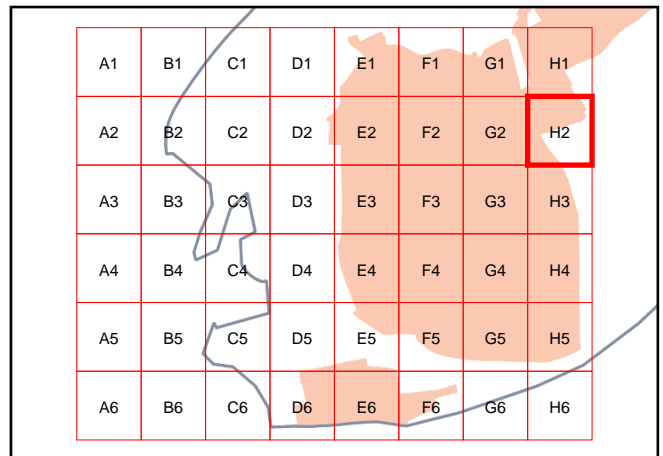 A1 B1 C1 D1 E1 F1 G1 H1
A2 B2 C2 D2 E2 F2 G2 H2
A3 B3 C3 D3 E3 F3 G3 H3
A4 B4 C4 D4 E4 F4 G4 H4
A5 B5 C5 D5 E5 F5 G5 H5
A6 B6 C6 D6 E6 F6 G6 H6